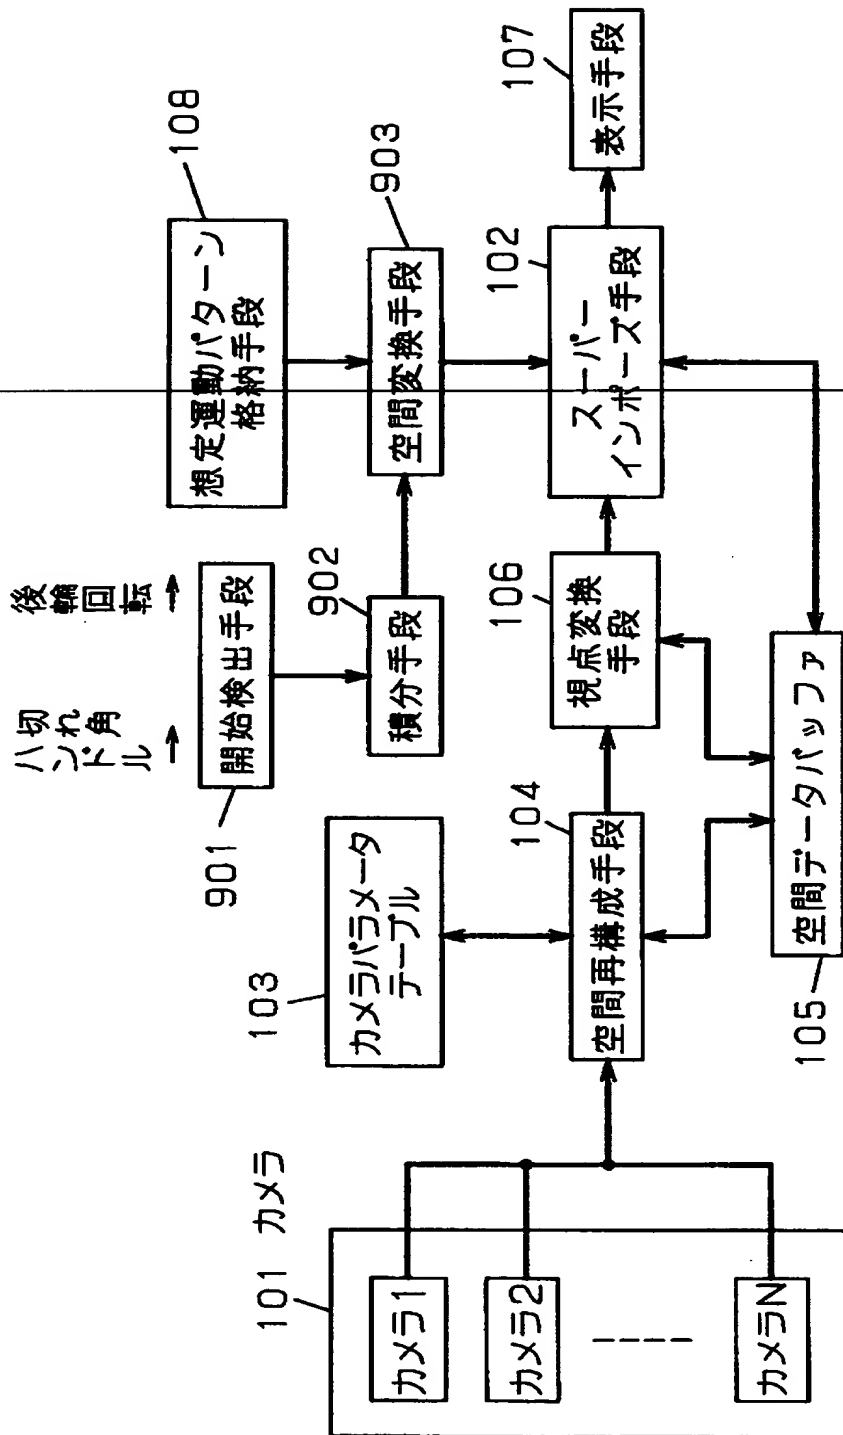 101 カメラ
カメラ1
カメラ2
カメラN
103
カメラパラメータ
テーブル
104
空間再構成手段
105
空間データバッファ
ハンドル
切れ角
後輪回転
901
開始検出手段
902
積分手段
108
想定運動パターン
格納手段
903
空間変換手段
106
視点変換
手段
102
スーパー
インポーズ手段
107
表示手段